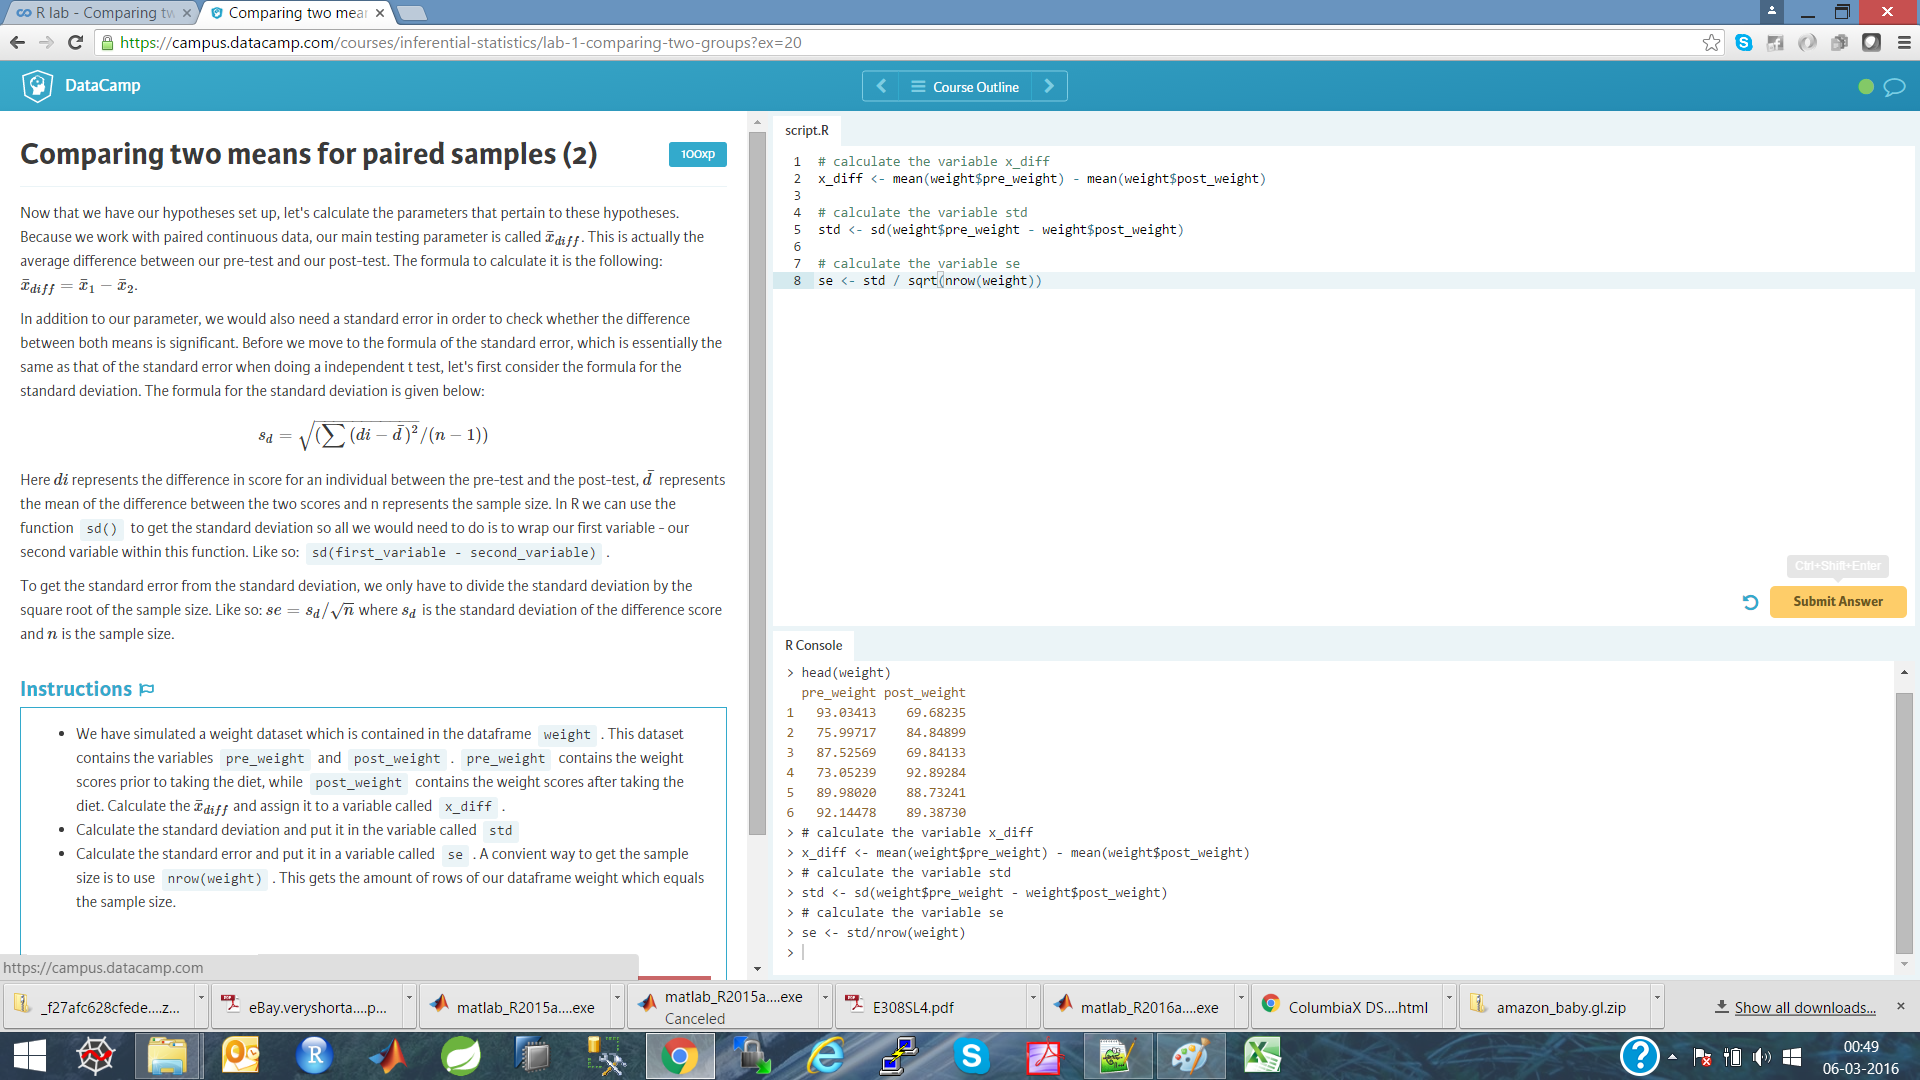 R lab - Comparing tw
Comparing two mear
https://campus.datacamp.com/courses/inferential-statistics/lab-1-comparing-two-groups?ex=20
DataCamp
Course Outline
Comparing two means for paired samples (2)
100xp
Now that we have our hypotheses set up, let's calculate the parameters that pertain to these hypotheses.
Because we work with paired continuous data, our main testing parameter is called x̄diff. This is actually the
average difference between our pre-test and our post-test. The formula to calculate it is the following:
x̄diff = x̄1 − x̄2.
In addition to our parameter, we would also need a standard error in order to check whether the difference
between both means is significant. Before we move to the formula of the standard error, which is essentially the
same as that of the standard error when doing a independent t test, let's first consider the formula for the
standard deviation. The formula for the standard deviation is given below:
sd = √(∑(di − d̄)²/(n − 1))
Here di represents the difference in score for an individual between the pre-test and the post-test, d̄ represents
the mean of the difference between the two scores and n represents the sample size. In R we can use the
function sd() to get the standard deviation so all we would need to do is to wrap our first variable - our
second variable within this function. Like so: sd(first_variable - second_variable) .
To get the standard error from the standard deviation, we only have to divide the standard deviation by the
square root of the sample size. Like so: se = sd/√n where sd is the standard deviation of the difference score
and n is the sample size.
Instructions
• We have simulated a weight dataset which is contained in the dataframe weight . This dataset
contains the variables pre_weight and post_weight . pre_weight contains the weight
scores prior to taking the diet, while post_weight contains the weight scores after taking the
diet. Calculate the x̄diff and assign it to a variable called x_diff .
• Calculate the standard deviation and put it in the variable called std
• Calculate the standard error and put it in a variable called se . A convient way to get the sample
size is to use nrow(weight) . This gets the amount of rows of our dataframe weight which equals
the sample size.
https://campus.datacamp.com
script.R
1 # calculate the variable x_diff
2 x_diff <- mean(weight$pre_weight) - mean(weight$post_weight)
3
4 # calculate the variable std
5 std <- sd(weight$pre_weight - weight$post_weight)
6
7 # calculate the variable se
8 se <- std / sqrt(nrow(weight))
Ctrl+Shift+Enter
Submit Answer
R Console
> head(weight)
pre_weight post_weight
1 93.03413 69.68235
2 75.99717 84.84899
3 87.52569 69.84133
4 73.05239 92.89284
5 89.98020 88.73241
6 92.14478 89.38730
> # calculate the variable x_diff
> x_diff <- mean(weight$pre_weight) - mean(weight$post_weight)
> # calculate the variable std
> std <- sd(weight$pre_weight - weight$post_weight)
> # calculate the variable se
> se <- std/nrow(weight)
>
_f27afc628cfede....z...
eBay.veryshorta....p...
matlab_R2015a....exe
matlab_R2015a....exe
Canceled
E308SL4.pdf
matlab_R2016a....exe
ColumbiaX DS....html
amazon_baby.gl.zip
Show all downloads...
00:49
06-03-2016